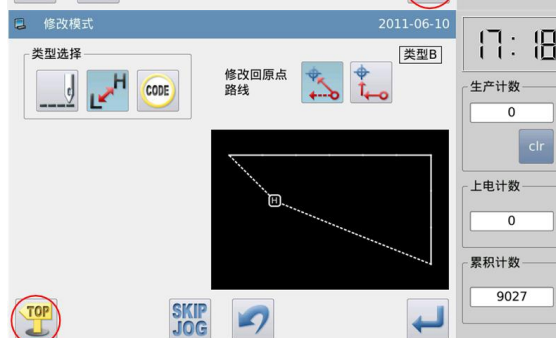 修改模式
2011-06-10
17:18
类型选择
类型B
L H
CODE
修改回原点
路线
生产计数
0
clr
H
上电计数
0
累积计数
9027
TOP
SKIP
JOG